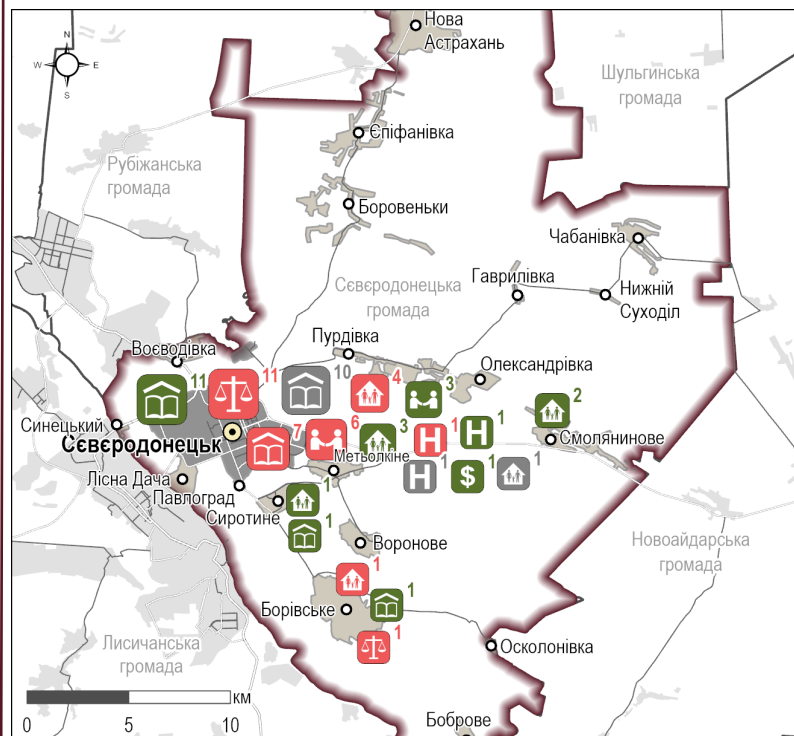 Нова
Астрахань
N
W E
S
Шульгинська
громада
Єпіфанівка
Рубіжанська
громада
Боровеньки
Чабанівка
Гаврилівка
Сєвєродонецька
громада
Нижній
Суходіл
Пурдівка
Воєводівка
Олександрівка
11
11
10
4
3
2
Синецький
Сєвєродонецьк
7
6
3
H 1
H 1
Смолянинове
Метьолкіне
H 1
$ 1
1
Лісна Дача
Павлоград
Сиротине
1
1
Воронове
Новоайдарська
громада
1
Борівське
1
1
Лисичанська
громада
Осколонівка
км
0 5 10
Боброве